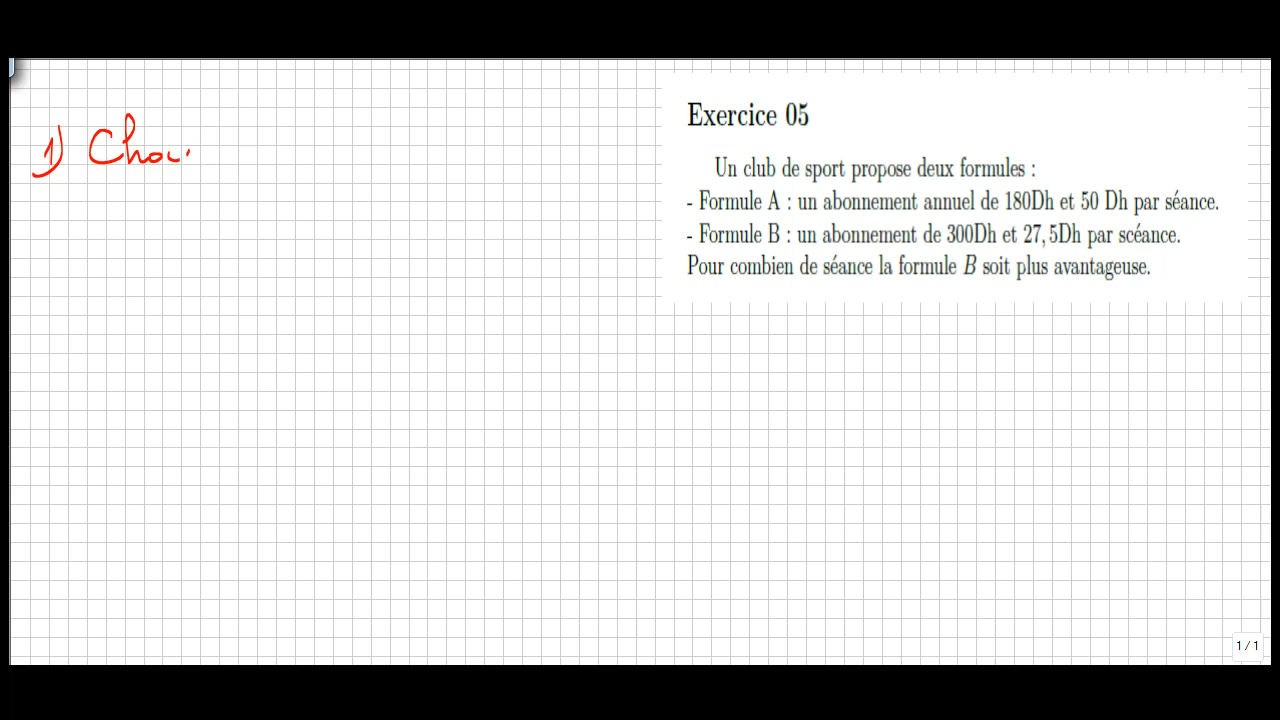 1) Choi
Exercice 05
Un club de sport propose deux formules :
- Formule A : un abonnement annuel de 180Dh et 50 Dh par séance.
- Formule B : un abonnement de 300Dh et 27,5Dh par scéance.
Pour combien de séance la formule B soit plus avantageuse.
1 / 1